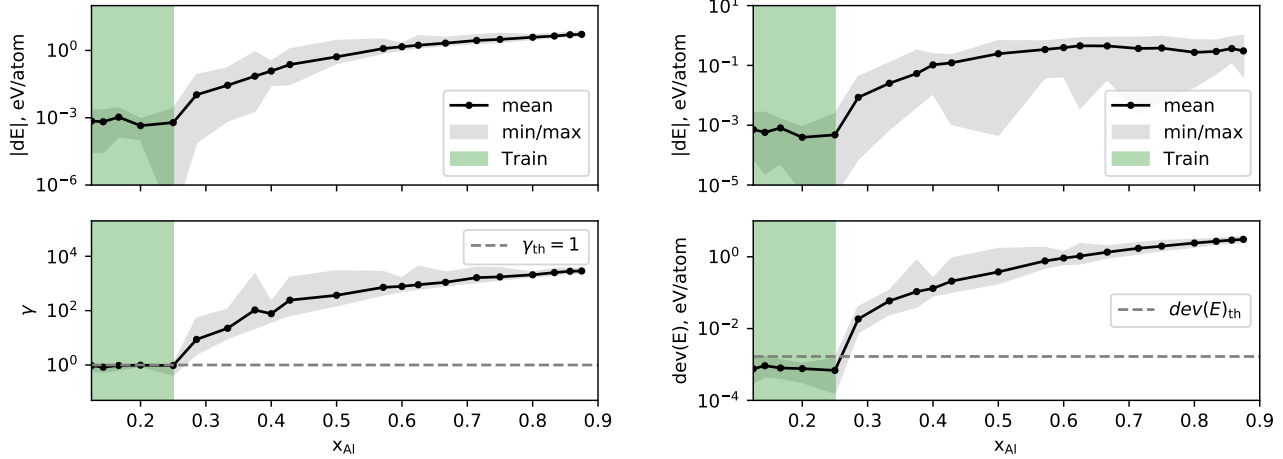 |dE|, eV/atom
10⁰
10⁻³
10⁻⁶
mean
min/max
Train
|dE|, eV/atom
10¹
10⁻¹
10⁻³
10⁻⁵
mean
min/max
Train
γ
10⁴
10²
10⁰
γth = 1
0.2 0.3 0.4 0.5 0.6 0.7 0.8 0.9
xAl
dev(E), eV/atom
10⁰
10⁻²
10⁻⁴
dev(E)th
0.2 0.3 0.4 0.5 0.6 0.7 0.8 0.9
xAl